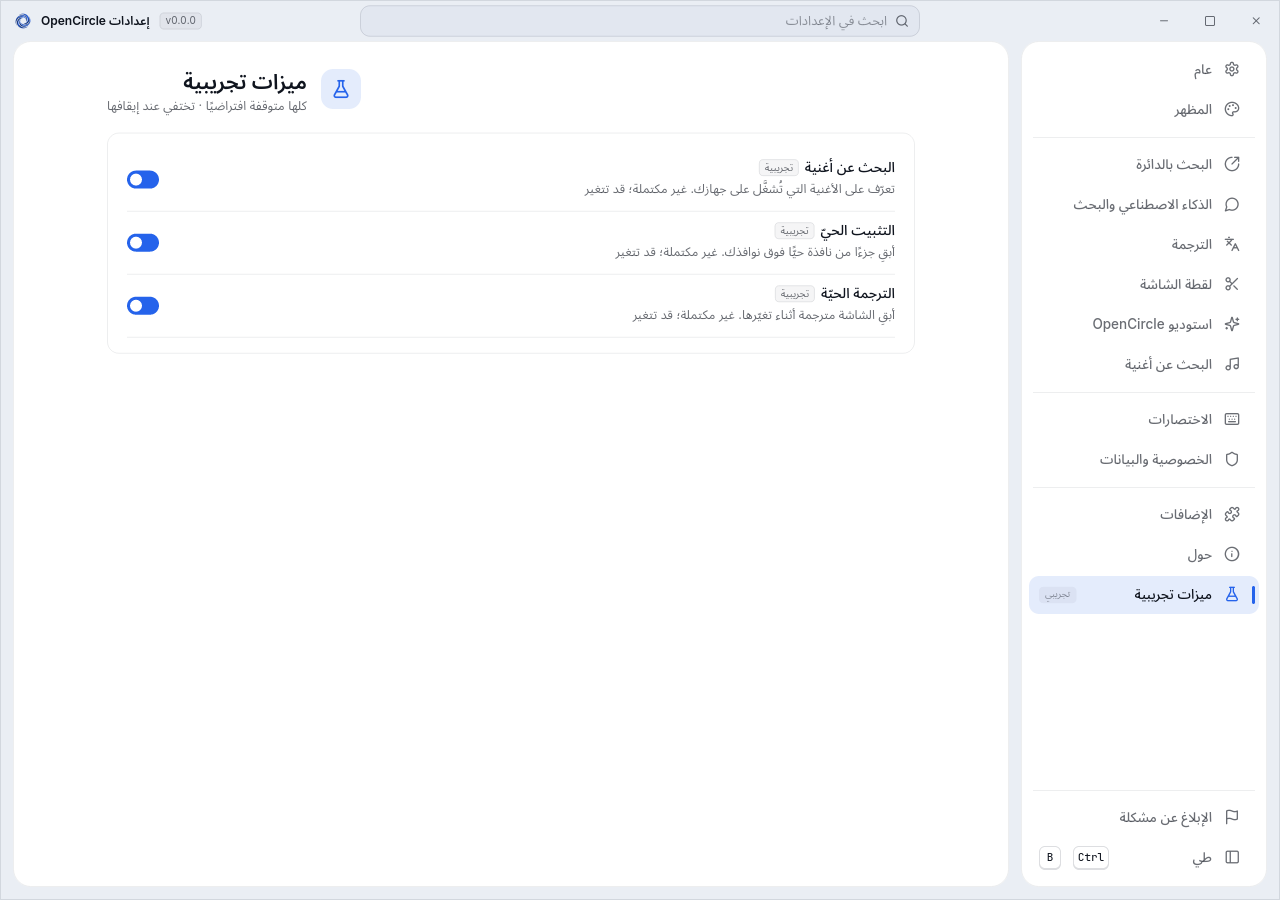 إعدادات OpenCircle
v0.0.0
ابحث في الإعدادات
عام
المظهر
البحث بالدائرة
الذكاء الاصطناعي والبحث
الترجمة
لقطة الشاشة
استوديو OpenCircle
البحث عن أغنية
الاختصارات
الخصوصية والبيانات
الإضافات
حول
ميزات تجريبية تجريبي
الإبلاغ عن مشكلة
طي Ctrl B
ميزات تجريبية
كلها متوقفة افتراضيًا · تختفي عند إيقافها
البحث عن أغنية تجريبية
تعرّف على الأغنية التي تُشغَّل على جهازك. غير مكتملة؛ قد تتغير
التثبيت الحيّ تجريبية
أبقِ جزءًا من نافذة حيًّا فوق نوافذك. غير مكتملة؛ قد تتغير
الترجمة الحيّة تجريبية
أبقِ الشاشة مترجمة أثناء تغيّرها. غير مكتملة؛ قد تتغير